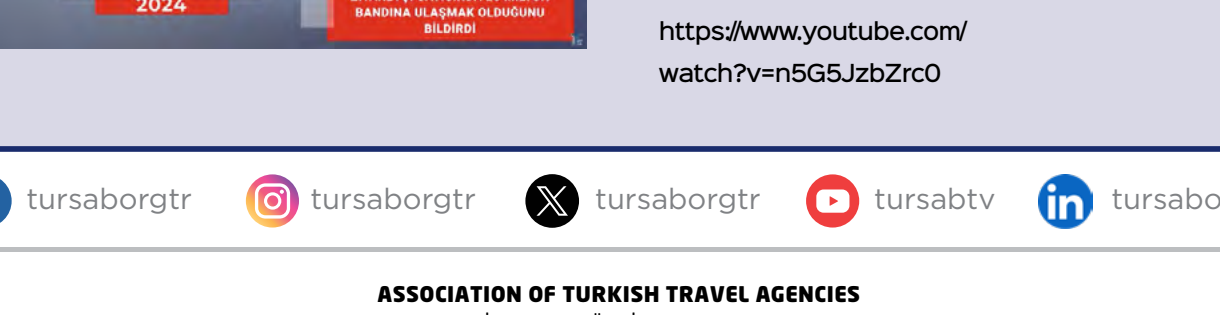 2024
BANDINA ULAŞMAK OLDUĞUNU
BİLDİRDİ
https://www.youtube.com/
watch?v=n5G5JzbZrc0
tursaborgtr
tursaborgtr
tursaborgtr
tursabtv
tursabo
ASSOCIATION OF TURKISH TRAVEL AGENCIES